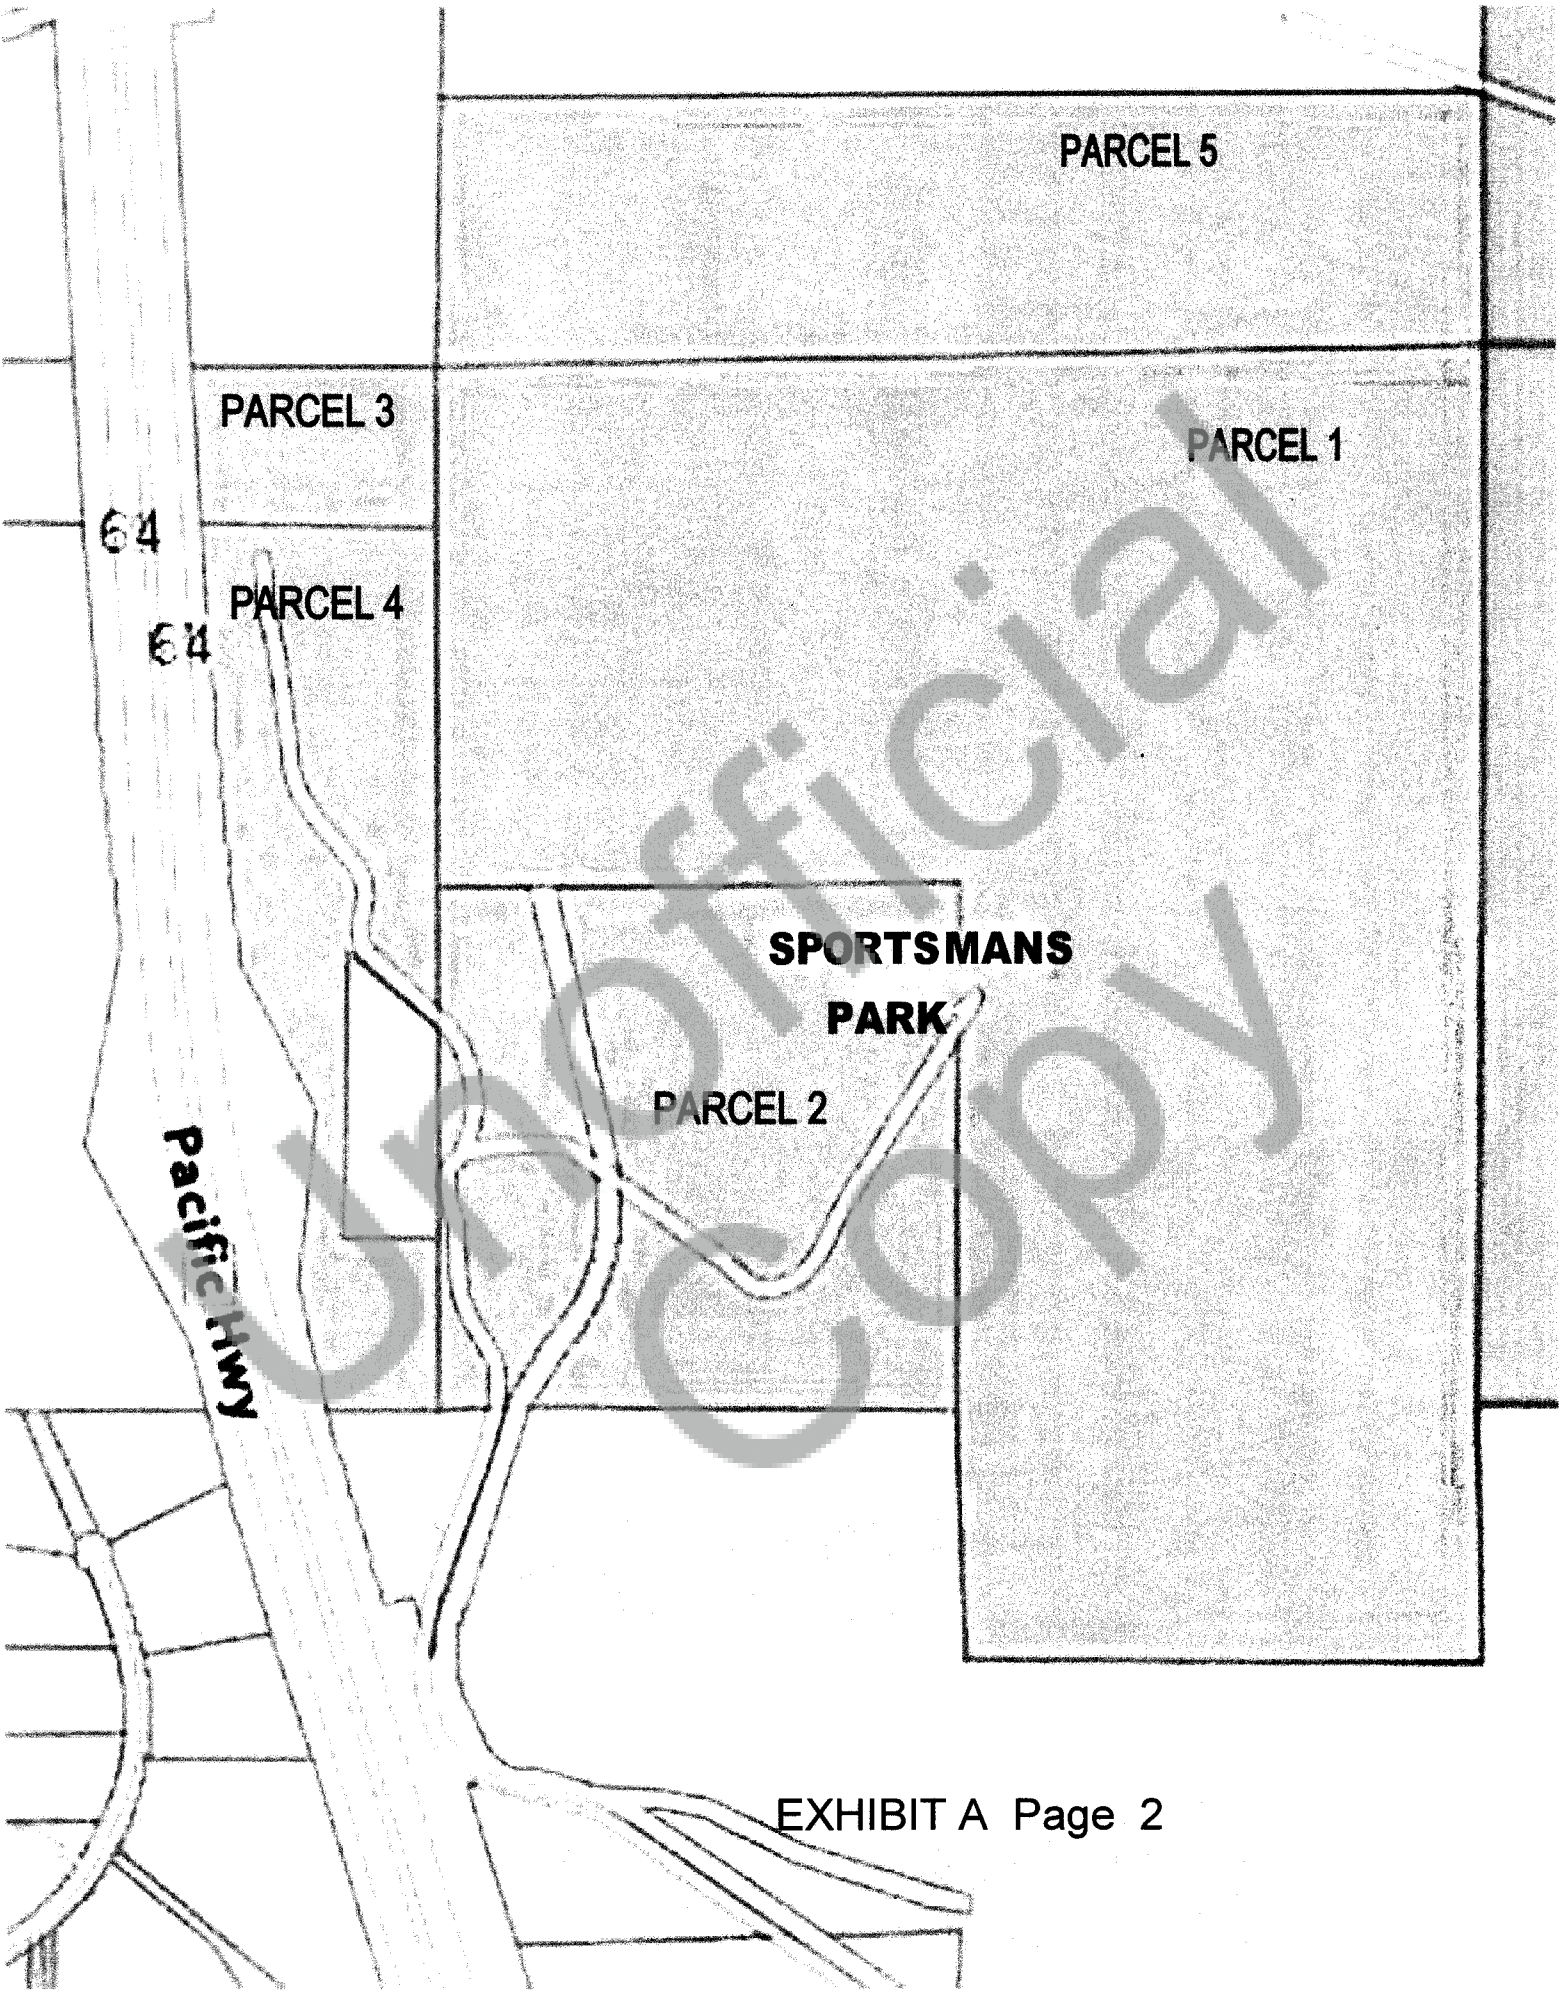 PARCEL 5
PARCEL 3
PARCEL 1
64
PARCEL 4
64
SPORTSMANS
PARK
PARCEL 2
Pacific Hwy
Unofficial
Copy
EXHIBIT A Page 2